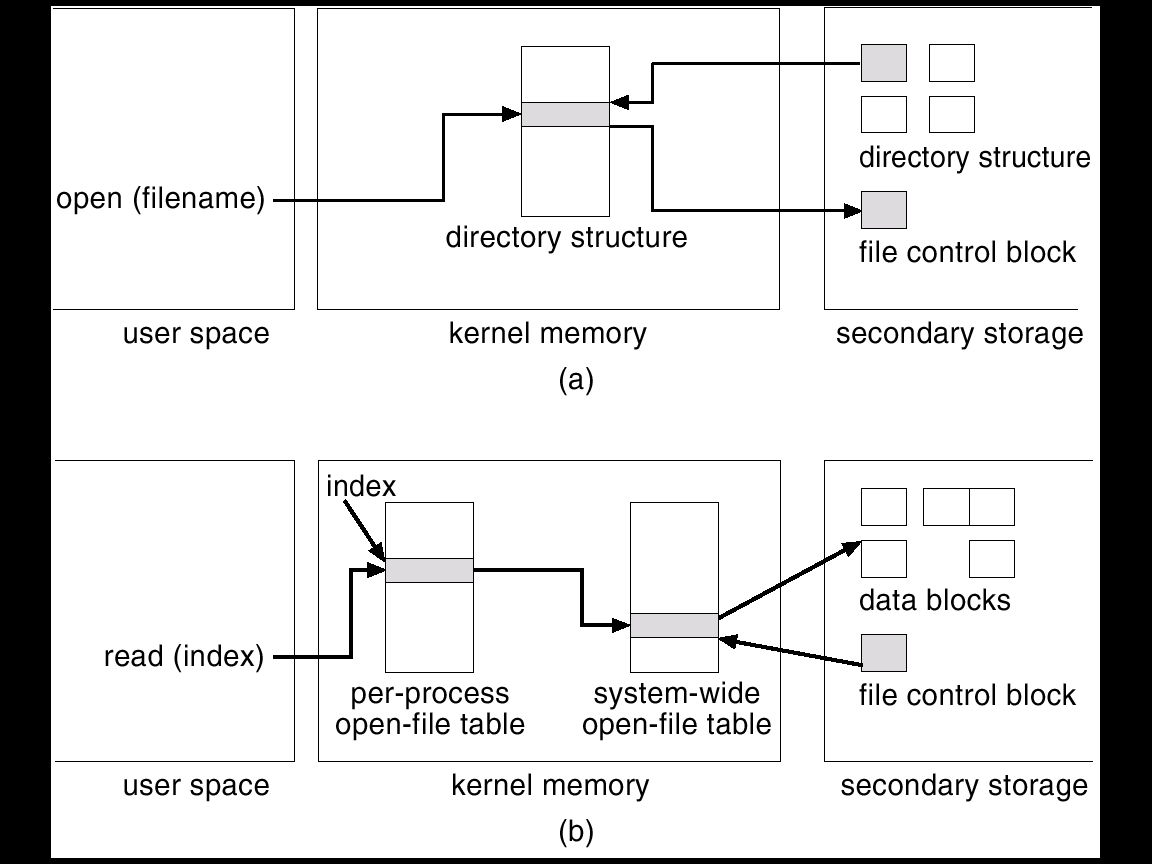 directory structure
open (filename)
directory structure
file control block
user space
kernel memory
secondary storage
(a)
index
data blocks
read (index)
per-process
open-file table
system-wide
open-file table
file control block
user space
kernel memory
secondary storage
(b)